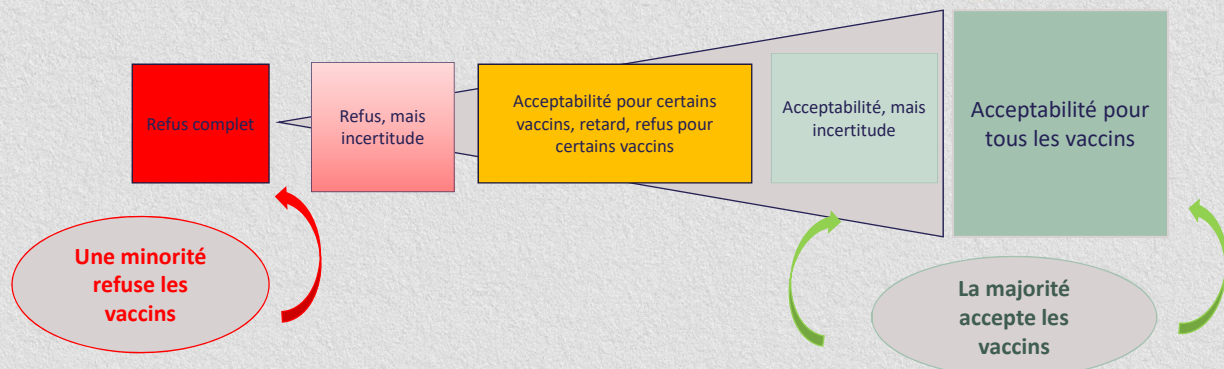 Refus complet
Refus, mais
incertitude
Acceptabilité pour certains
vaccins, retard, refus pour
certains vaccins
Acceptabilité, mais
incertitude
Acceptabilité pour
tous les vaccins
Une minorité
refuse les
vaccins
La majorité
accepte les
vaccins